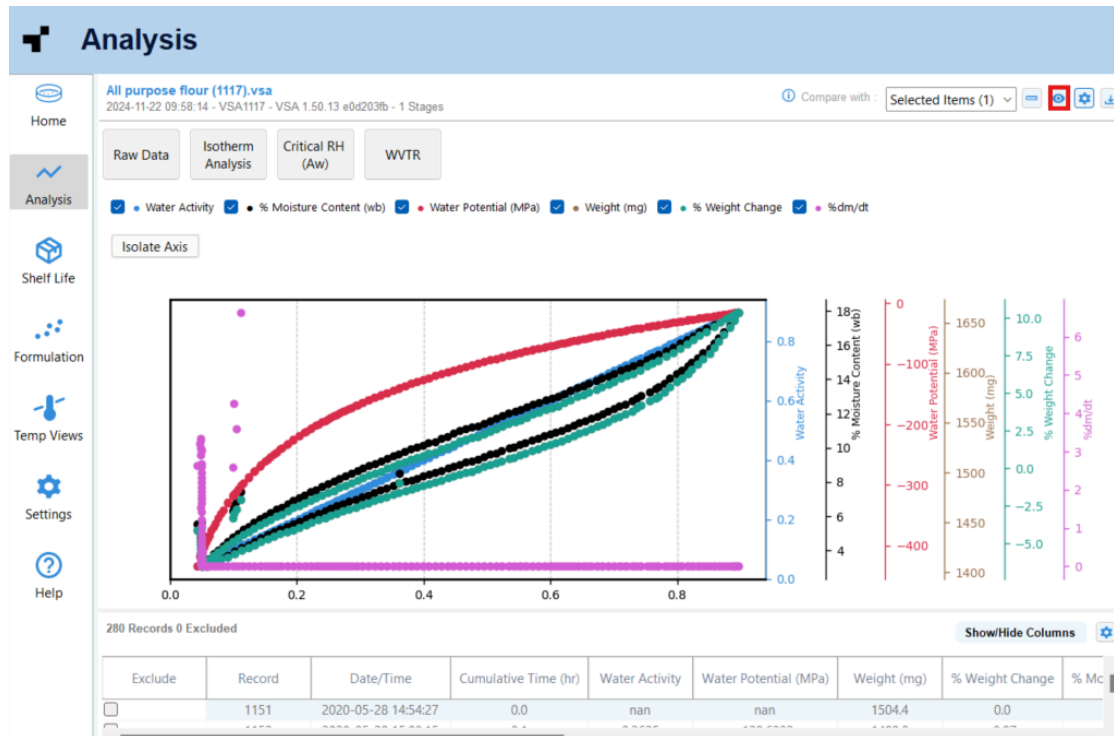 Analysis
Home
Analysis
Shelf Life
Formulation
Temp Views
Settings
Help
All purpose flour (1117).vsa
2024-11-22 09:58:14 - VSA1117 - VSA 1.50.13 e0d203fb - 1 Stages
Compare with : Selected Items (1)
Raw Data Isotherm Analysis Critical RH (Aw) WVTR
Water Activity % Moisture Content (wb) Water Potential (MPa) Weight (mg) % Weight Change %dm/dt
Isolate Axis
0.0 0.2 0.4 0.6 0.8
0.8
0.6
0.4
0.2
0.0
Water Activity
18
16
14
12
10
8
6
4
% Moisture Content (wb)
0
−100
−200
−300
−400
Water Potential (MPa)
1650
1600
1550
1500
1450
1400
Weight (mg)
10.0
7.5
5.0
2.5
0.0
−2.5
−5.0
% Weight Change
6
5
4
3
2
1
0
%dm/dt
280 Records 0 Excluded
Show/Hide Columns
Exclude Record Date/Time Cumulative Time (hr) Water Activity Water Potential (MPa) Weight (mg) % Weight Change
1151 2020-05-28 14:54:27 0.0 nan nan 1504.4 0.0